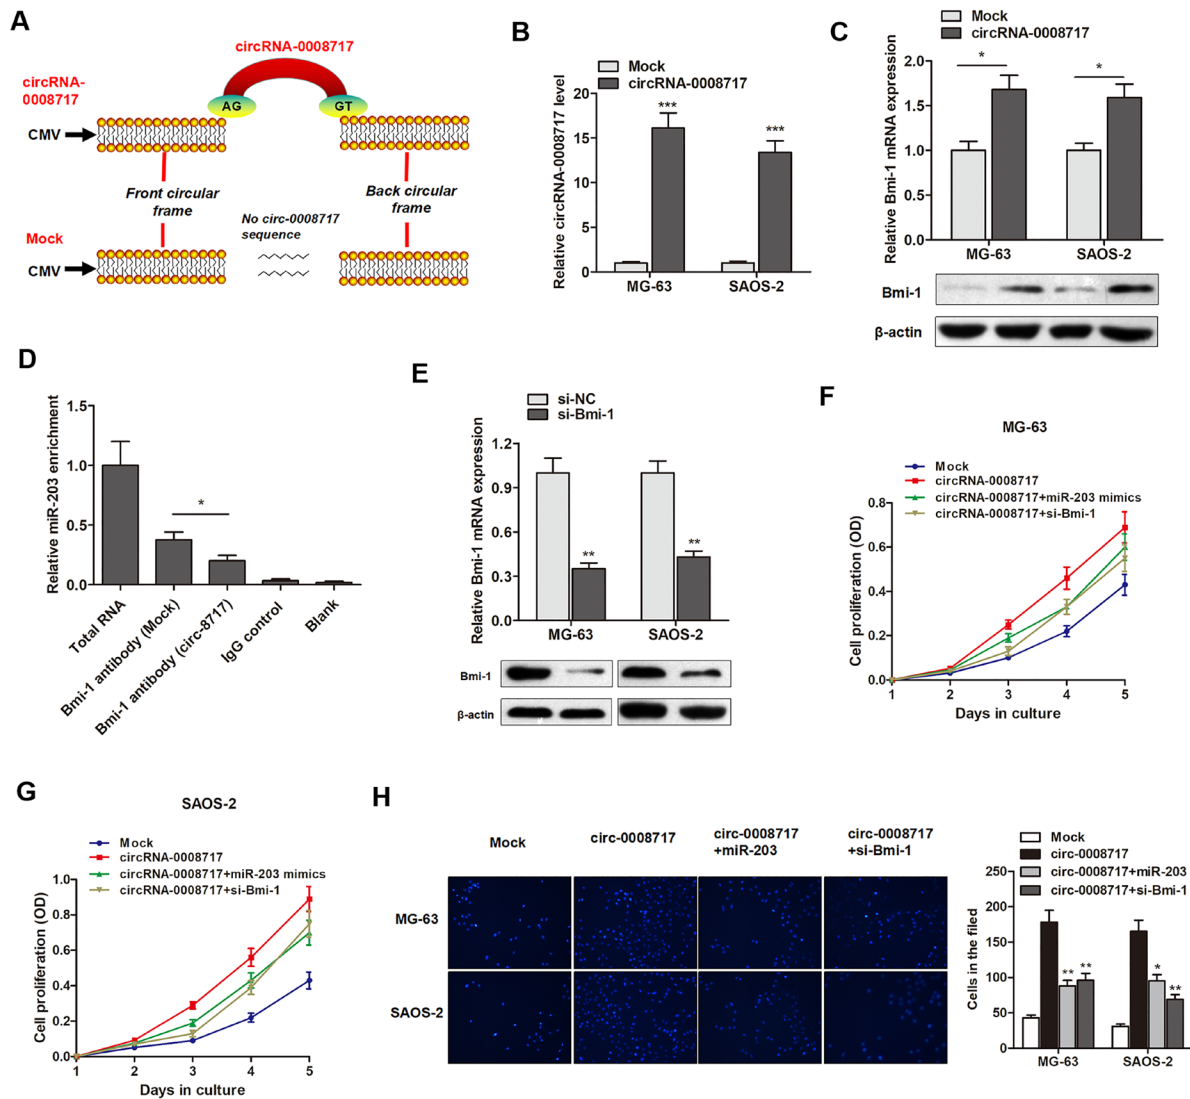 A
circRNA-0008717
circRNA-
0008717
AG
GT
CMV
Front circular
frame
Back circular
frame
No circ-0008717
sequence
Mock
CMV
B
Mock
circRNA-0008717
Relative circRNA-0008717 level
20
15
10
5
0
***
***
MG-63
SAOS-2
C
Mock
circRNA-0008717
Relative Bmi-1 mRNA expression
2.0
1.5
1.0
0.5
0.0
*
*
MG-63
SAOS-2
Bmi-1
β-actin
D
Relative miR-203 enrichment
1.5
1.0
0.5
0.0
*
Total RNA
Bmi-1 antibody (Mock)
Bmi-1 antibody (circ-8717)
IgG control
Blank
E
si-NC
si-Bmi-1
Relative Bmi-1 mRNA expression
1.2
0.9
0.6
0.3
0.0
**
**
MG-63
SAOS-2
Bmi-1
β-actin
F
MG-63
Mock
circRNA-0008717
circRNA-0008717+miR-203 mimics
circRNA-0008717+si-Bmi-1
Cell proliferation (OD)
0.8
0.6
0.4
0.2
0.0
1 2 3 4 5
Days in culture
G
SAOS-2
Mock
circRNA-0008717
circRNA-0008717+miR-203 mimics
circRNA-0008717+si-Bmi-1
Cell proliferation (OD)
1.0
0.8
0.6
0.4
0.2
0.0
1 2 3 4 5
Days in culture
H
Mock
circ-0008717
circ-0008717
+miR-203
circ-0008717
+si-Bmi-1
MG-63
SAOS-2
Mock
circ-0008717
circ-0008717+miR-203
circ-0008717+si-Bmi-1
Cells in the filed
250
200
150
100
50
0
** **
* **
MG-63
SAOS-2